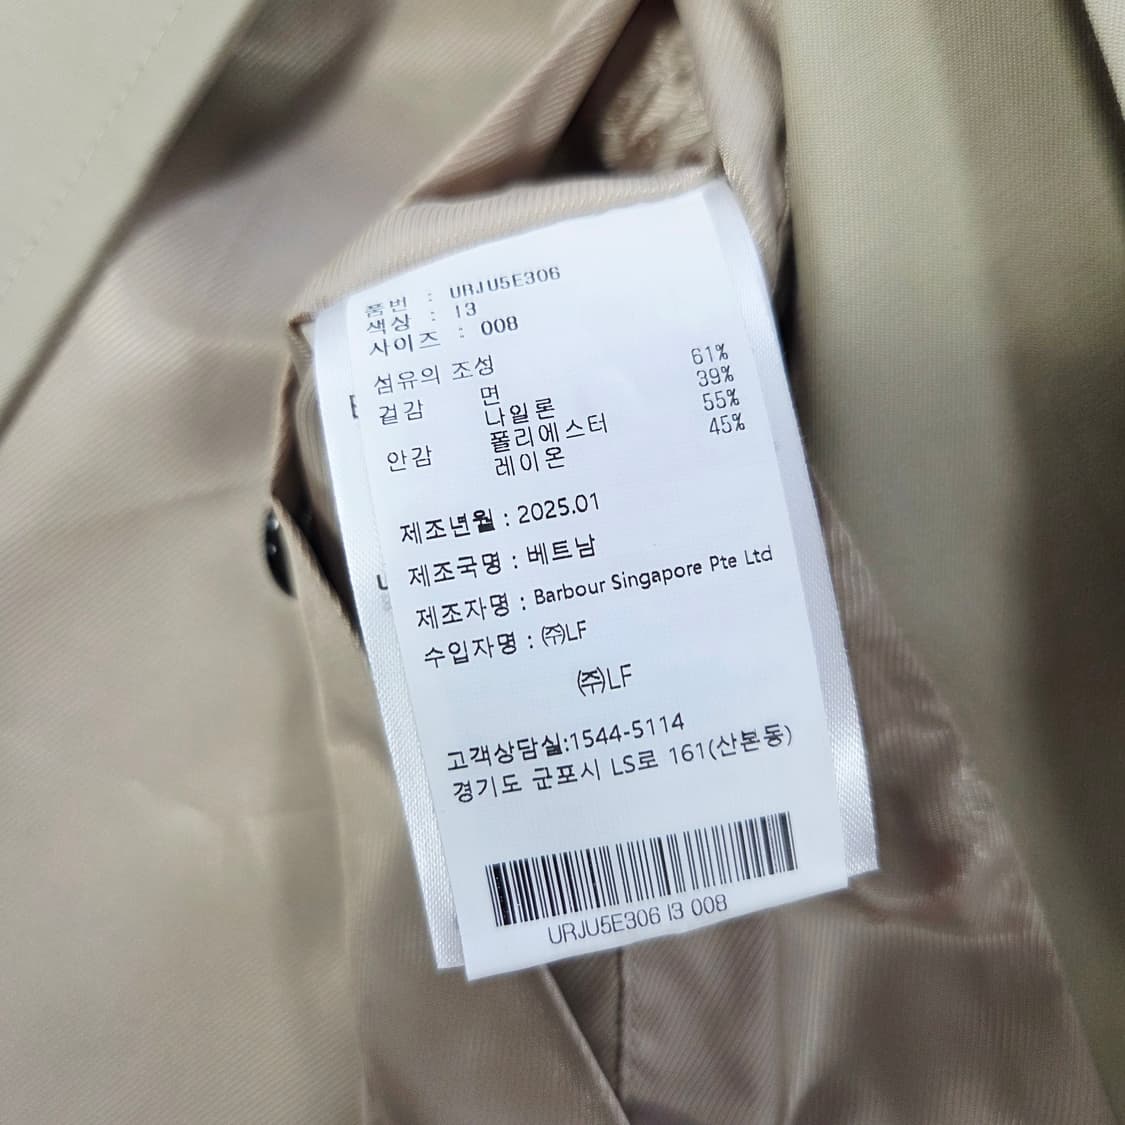 품번 : URJU5E306
색상 : I3
사이즈 : 008
섬유의 조성
겉감 면 61%
나일론 39%
안감 폴리에스터 55%
레이온 45%
제조년월 : 2025.01
제조국명 : 베트남
제조자명 : Barbour Singapore Pte Ltd
수입자명 : ㈜LF
㈜LF
고객상담실:1544-5114
경기도 군포시 LS로 161(산본동)
URJU5E306 I3 008